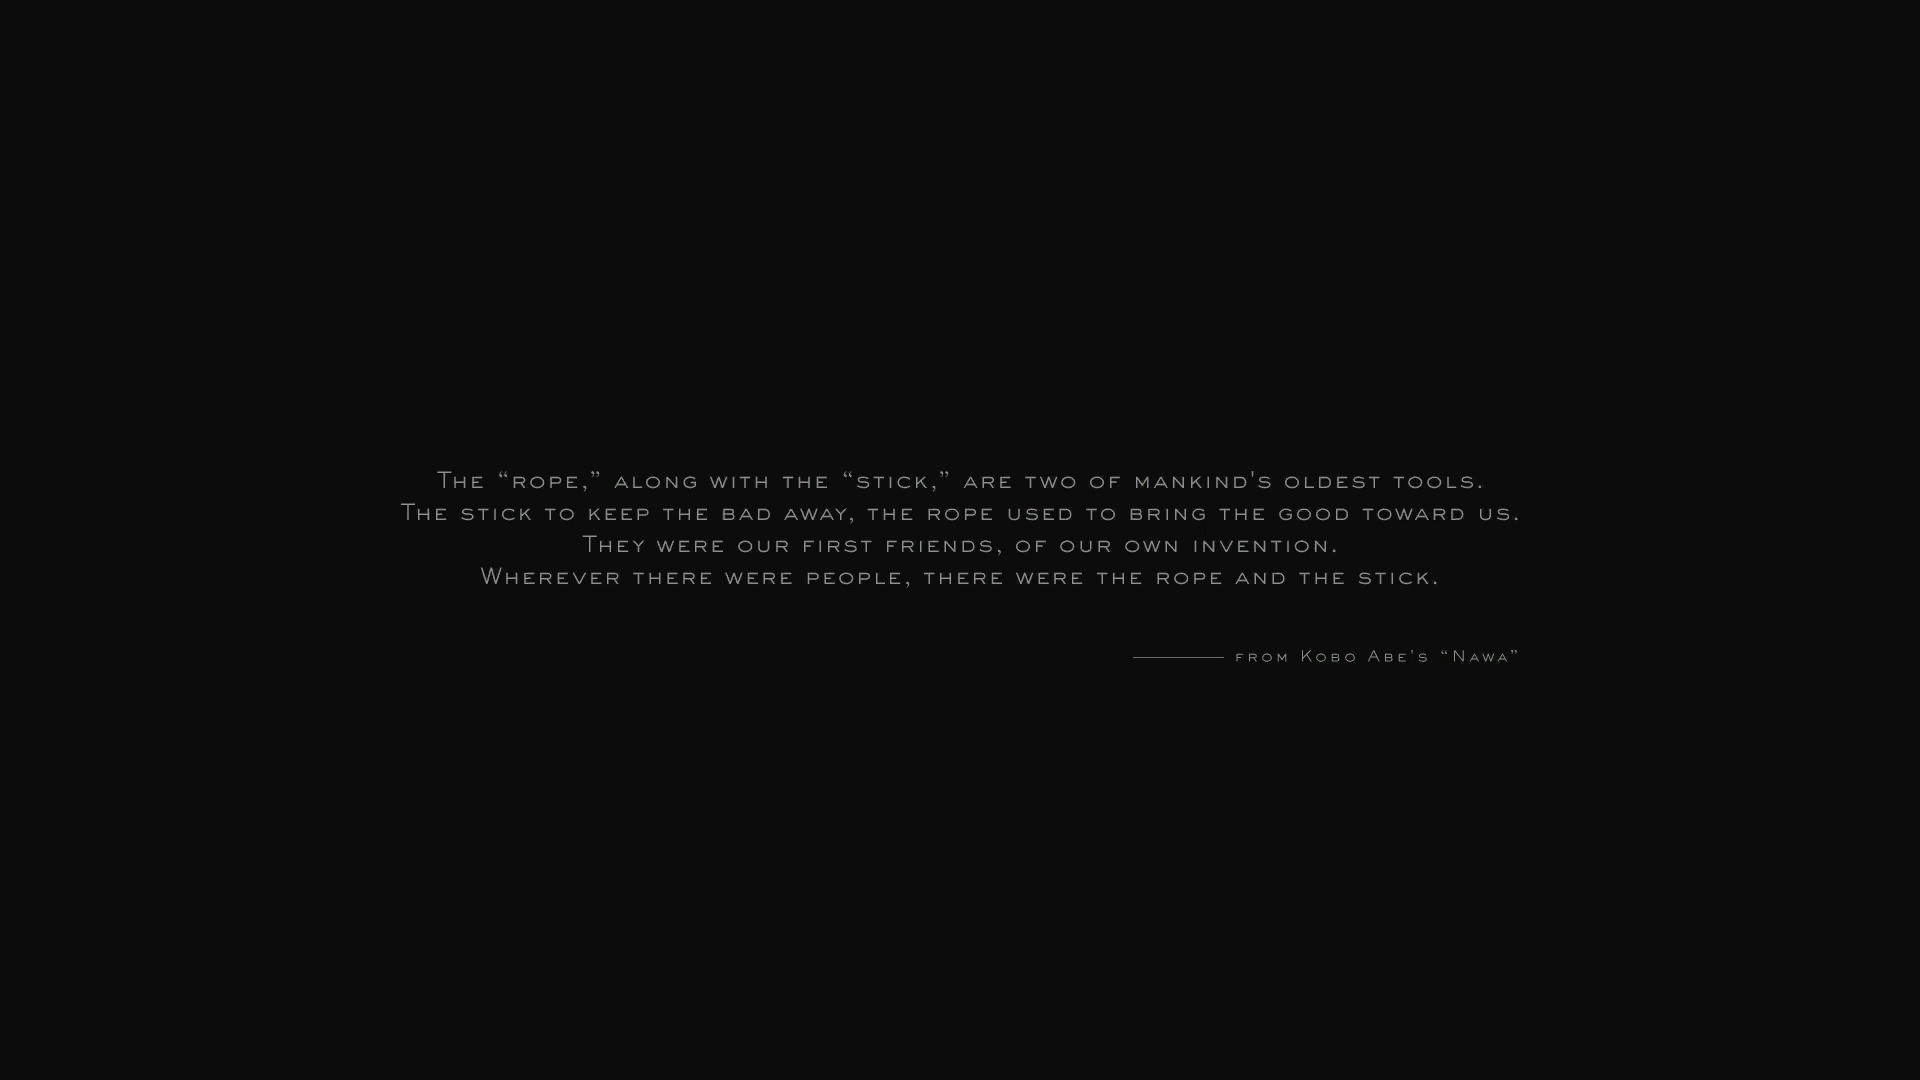 The “rope,” along with the “stick,” are two of mankind's oldest tools.
The stick to keep the bad away, the rope used to bring the good toward us.
They were our first friends, of our own invention.
Wherever there were people, there were the rope and the stick.
——— from Kobo Abe's “Nawa”